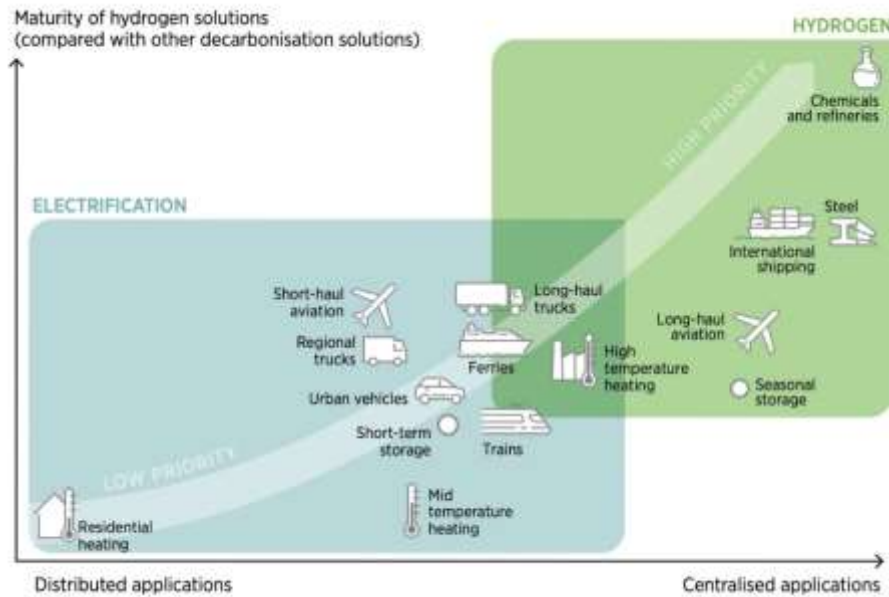 Maturity of hydrogen solutions
(compared with other decarbonisation solutions)
HYDROGEN
HIGH PRIORITY
Chemicals
and refineries
ELECTRIFICATION
Steel
International
shipping
Short-haul
aviation
Long-haul
trucks
Long-haul
aviation
Regional
trucks
Ferries
High
temperature
heating
Urban vehicles
Seasonal
storage
Short-term
storage
Trains
LOW PRIORITY
Mid
temperature
heating
Residential
heating
Distributed applications
Centralised applications